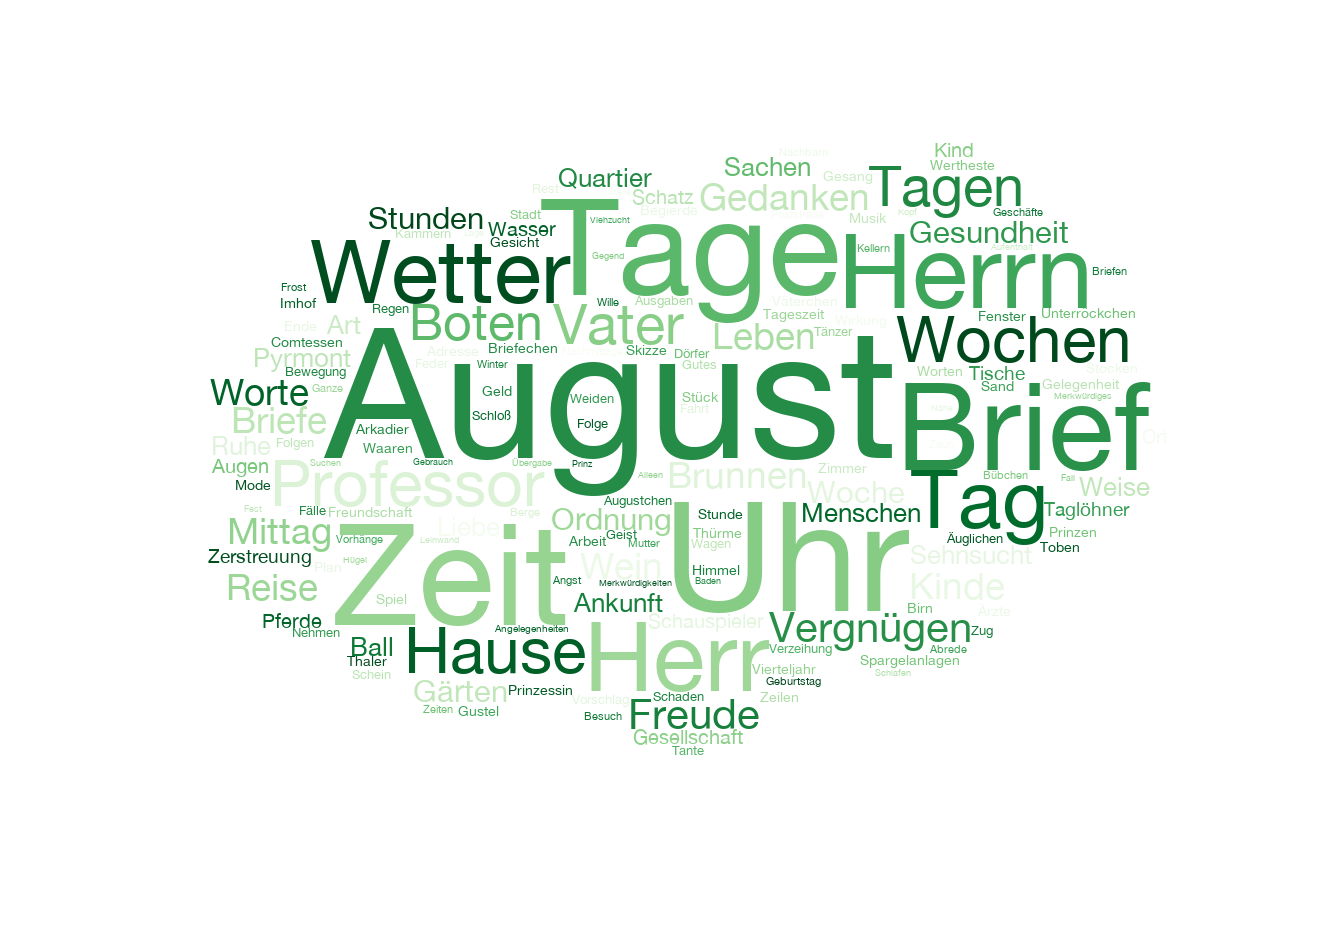 Nachbarn
Kind
Sachen
Wertheste
Quartier
Gesang
Tagen
Rest
Schatz
Gedanken
Begierde
Kopf
Geschäfte
Stunden
Stadt
Viehzucht
Musik
Kammern
Wasser
Tage
Gesundheit
Gesicht
Kellern
Aufenthalt
Wetter
Gegend
Herrn
Briefen
Frost
Imhof
Regen
Wille
Ausgaben
Väterchen
Tageszeit
Wirkung
Fenster
Unterröckchen
Ende
Art
Boten
Vater
Leben
Tänzer
Wochen
Comtessen
Adresse
Briefechen
Skizze
Dörfer
Pyrmont
Feder
Winter
Gutes
Worten
Tische
Stocken
Bewegung
Ganze
Geld
Weiden
Stück
Sand
Gelegenheit
Worte
August
Fahrt
Merkwürdiges
Briefe
Schloß
Folge
Nähe
Arkadier
Brief
Ort
Ruhe
Folgen
Waaren
Augen
Suchen
Gebrauch
Übergabe
Prinz
Alleen
Brunnen
Zimmer
Bübchen
Fall
Mode
Professor
Woche
Weise
Fest
Fälle
Freundschaft
Berge
Augustchen
Stunde
Menschen
Tag
Taglöhner
Mittag
Liebe
Ordnung
Vorhänge
Leinwand
Arbeit
Geist
Mutter
Thürme
Wagen
Äuglichen
Prinzen
Toben
Zerstreuung
Hügel
Plan
Zeit
Wein
Himmel
Uhr
Sehnsucht
Reise
Angst
Merkwürdigkeiten
Baden
Kinde
Spiel
Ankunft
Birn
Ärzte
Pferde
Nehmen
Angelegenheiten
Schauspieler
Vergnügen
Zug
Ball
Hause
Herr
Verzeihung
Abrede
Thaler
Schein
Vierteljahr
Spargelanlagen
Schlafen
Gärten
Prinzessin
Vorschlag
Schaden
Geburtstag
Zeilen
Zeiten
Gustel
Besuch
Freude
Gesellschaft
Tante